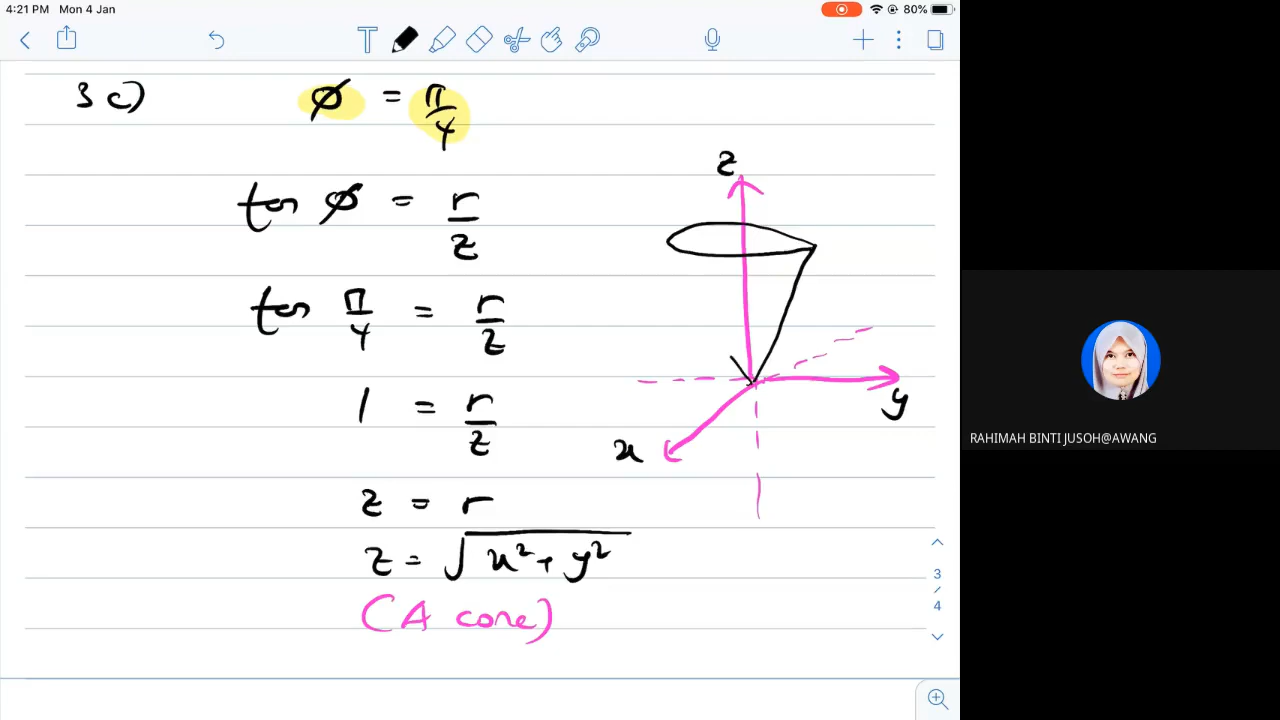 4:21 PM Mon 4 Jan 80%
3 c) ϕ = π/4
tan ϕ = r/z
tan π/4 = r/z
1 = r/z
z = r
z = √(x² + y²)
(A cone)
z
y
x
3
/
4
RAHIMAH BINTI JUSOH@AWANG